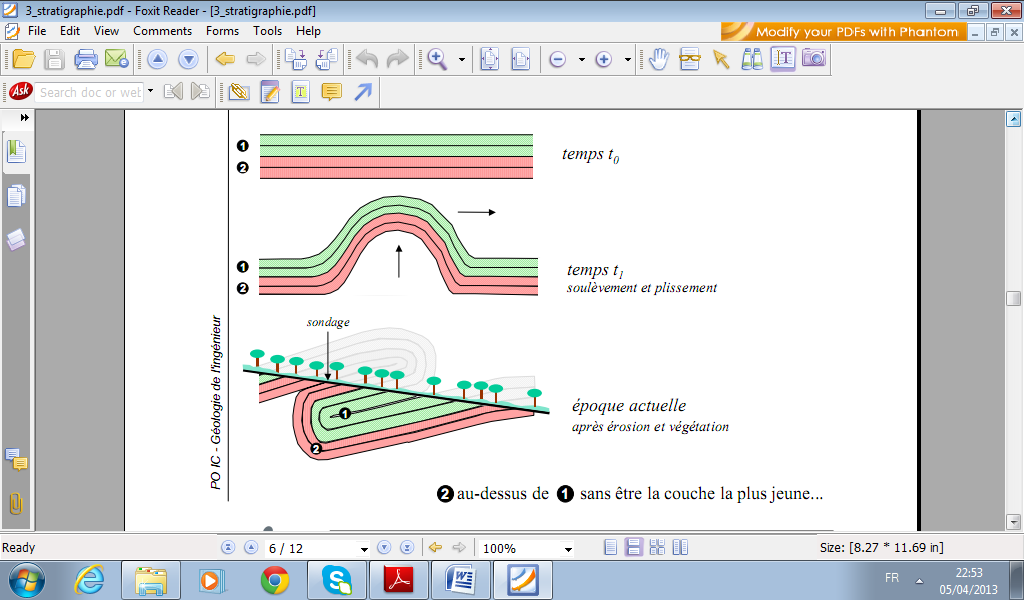 3_stratigraphie.pdf - Foxit Reader - [3_stratigraphie.pdf]
File Edit View Comments Forms Tools Help
Modify your PDFs with Phantom
Ask Search doc or wel
1
2
temps t0
1
2
temps t1
soulèvement et plissement
sondage
1
2
époque actuelle
après érosion et végétation
PO IC - Géologie de l'ingénieur
2 au-dessus de 1 sans être la couche la plus jeune...
Ready 6 / 12 100% Size: [8.27 * 11.69 in]
FR 22:53
05/04/2013